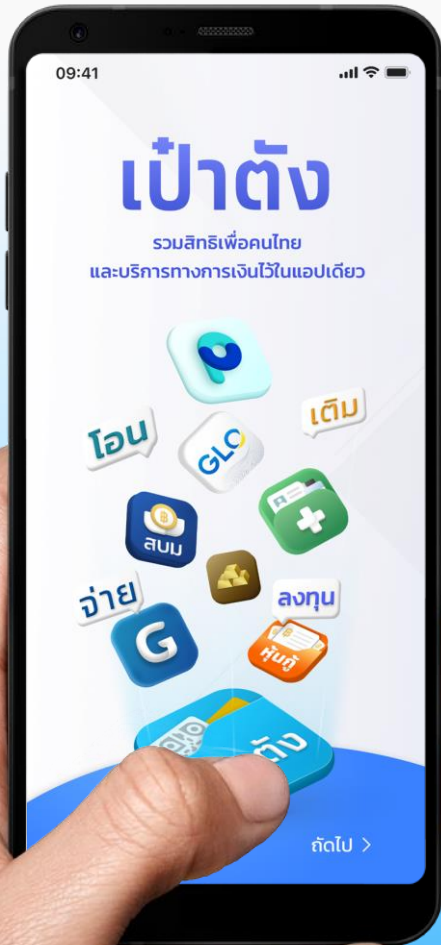 09:41
เป๋าตัง
รวมสิทธิเพื่อคนไทย
และบริการทางการเงินไว้ในแอปเดียว
โอน
เติม
GLO
สบม
จ่าย
ลงทุน
G
หุ้นกู้
ตัง
ถัดไป >